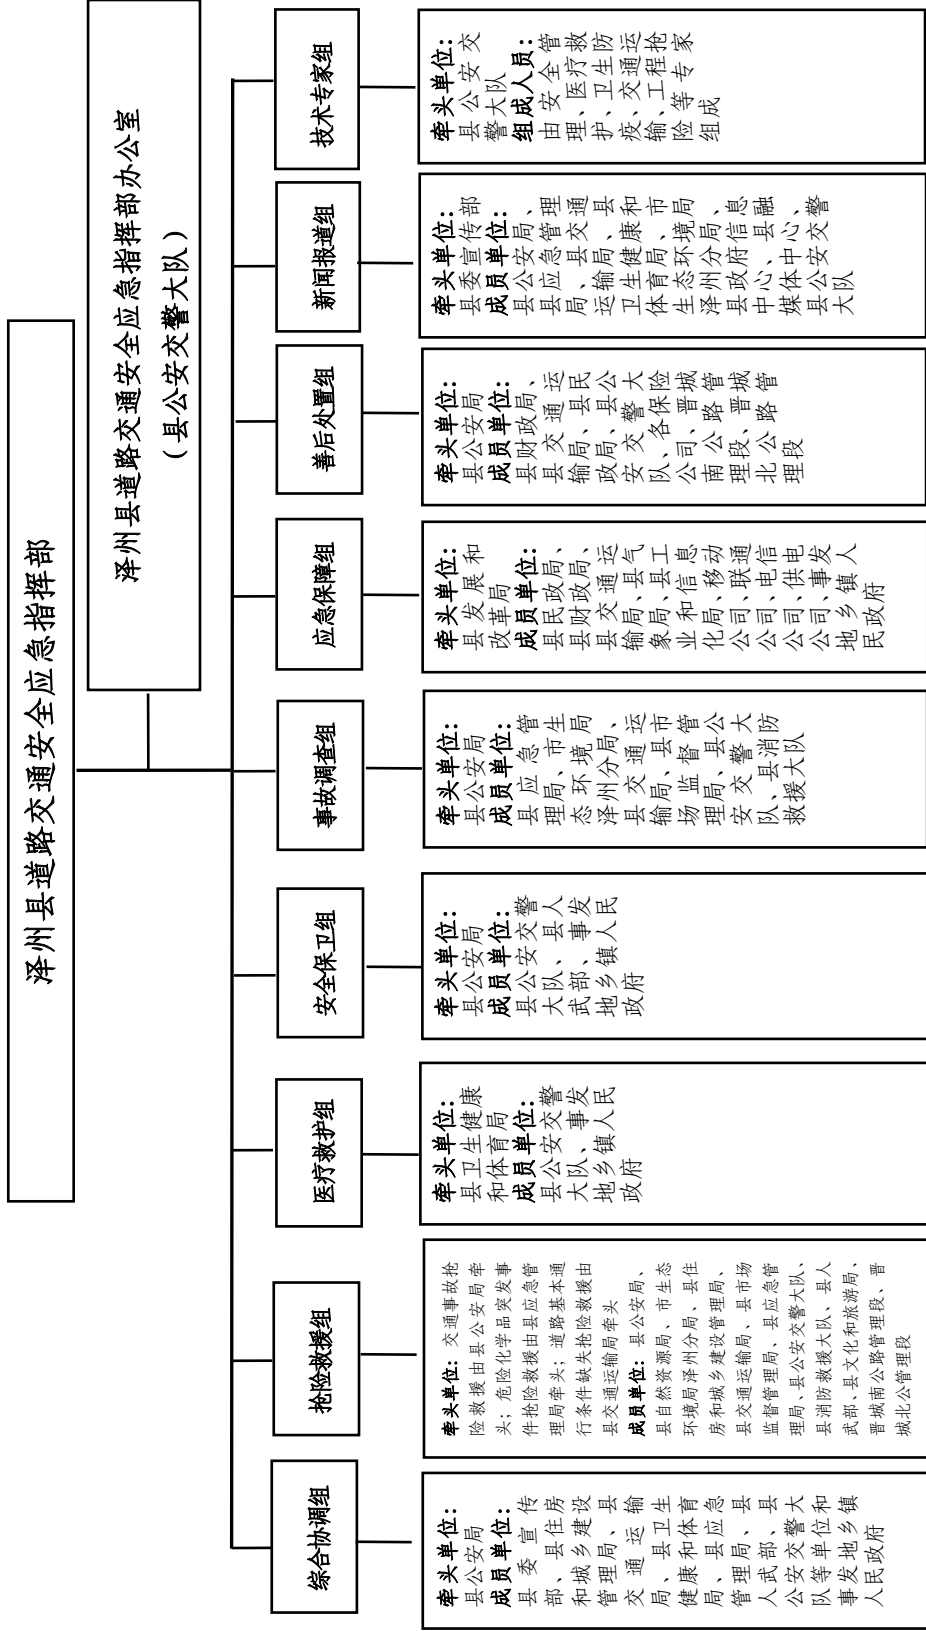 泽州县道路交通安全应急指挥部
泽州县道路交通安全应急指挥部办公室
（县公安交警大队）
综合协调组
牵头单位：
县公安局
成员单位：
县委宣传
部、县住房
和城乡建设
管理局、县
交通运输
局、县卫生
健康和体育
局、县应急
管理局、县
人武部、县
公安交警大
队等单位和
事发地乡镇
人民政府
抢险救援组
牵头单位：交通事故抢
险救援由县公安局牵
头；危险化学品突发事
件抢险救援由县应急管
理局牵头；道路基本通
行条件缺失抢险救援由
县交通运输局牵头
成员单位：县公安局、
县自然资源局、市生态
环境局泽州分局、县住
房和城乡建设管理局、
县交通运输局、县市场
监督管理局、县应急管
理局、县公安交警大队、
县消防救援大队、县人
武部、县文化和旅游局、
晋城南公路管理段、晋
城北公管理段
医疗救护组
牵头单位：
县卫生健康
和体育局
成员单位：
县公安交警
大队、事发
地乡镇人民
政府
安全保卫组
牵头单位：
县公安局
成员单位：
县公安交警
大队、县人
武部、事发
地乡镇人民
政府
事故调查组
牵头单位：
县公安局
成员单位：
县应急管
理局、市生
态环境局
泽州分局、
县交通运
输局、县市
场监督管
理局、县公
安交警大
队、县消防
救援大队
应急保障组
牵头单位：
县发展和
改革局
成员单位：
县民政局、
县财政局、
县交通运
输局、县气
象局、县工
业和信息
化局、移动
公司、联通
公司、电信
公司、供电
公司、事发
地乡镇人
民政府
善后处置组
牵头单位：
县公安局
成员单位：
县财政局、
县交通运
输局、县民
政局、县公
安交警大
队、各保险
公司、晋城
南公路管
理段、晋城
北公路管
理段
新闻报道组
牵头单位：
县委宣传部
成员单位：
县公安局、
县应急管理
局、县交通
运输局、县
卫生健康和
体育局、市
生态环境局
泽州分局、
县政府信息
中心、县融
媒体中心、
县公安交警
大队
技术专家组
牵头单位：
县公安交
警大队
组成人员：
由安全管
理、医疗救
护、卫生防
疫、交通运
输、工程抢
险等专家
组成